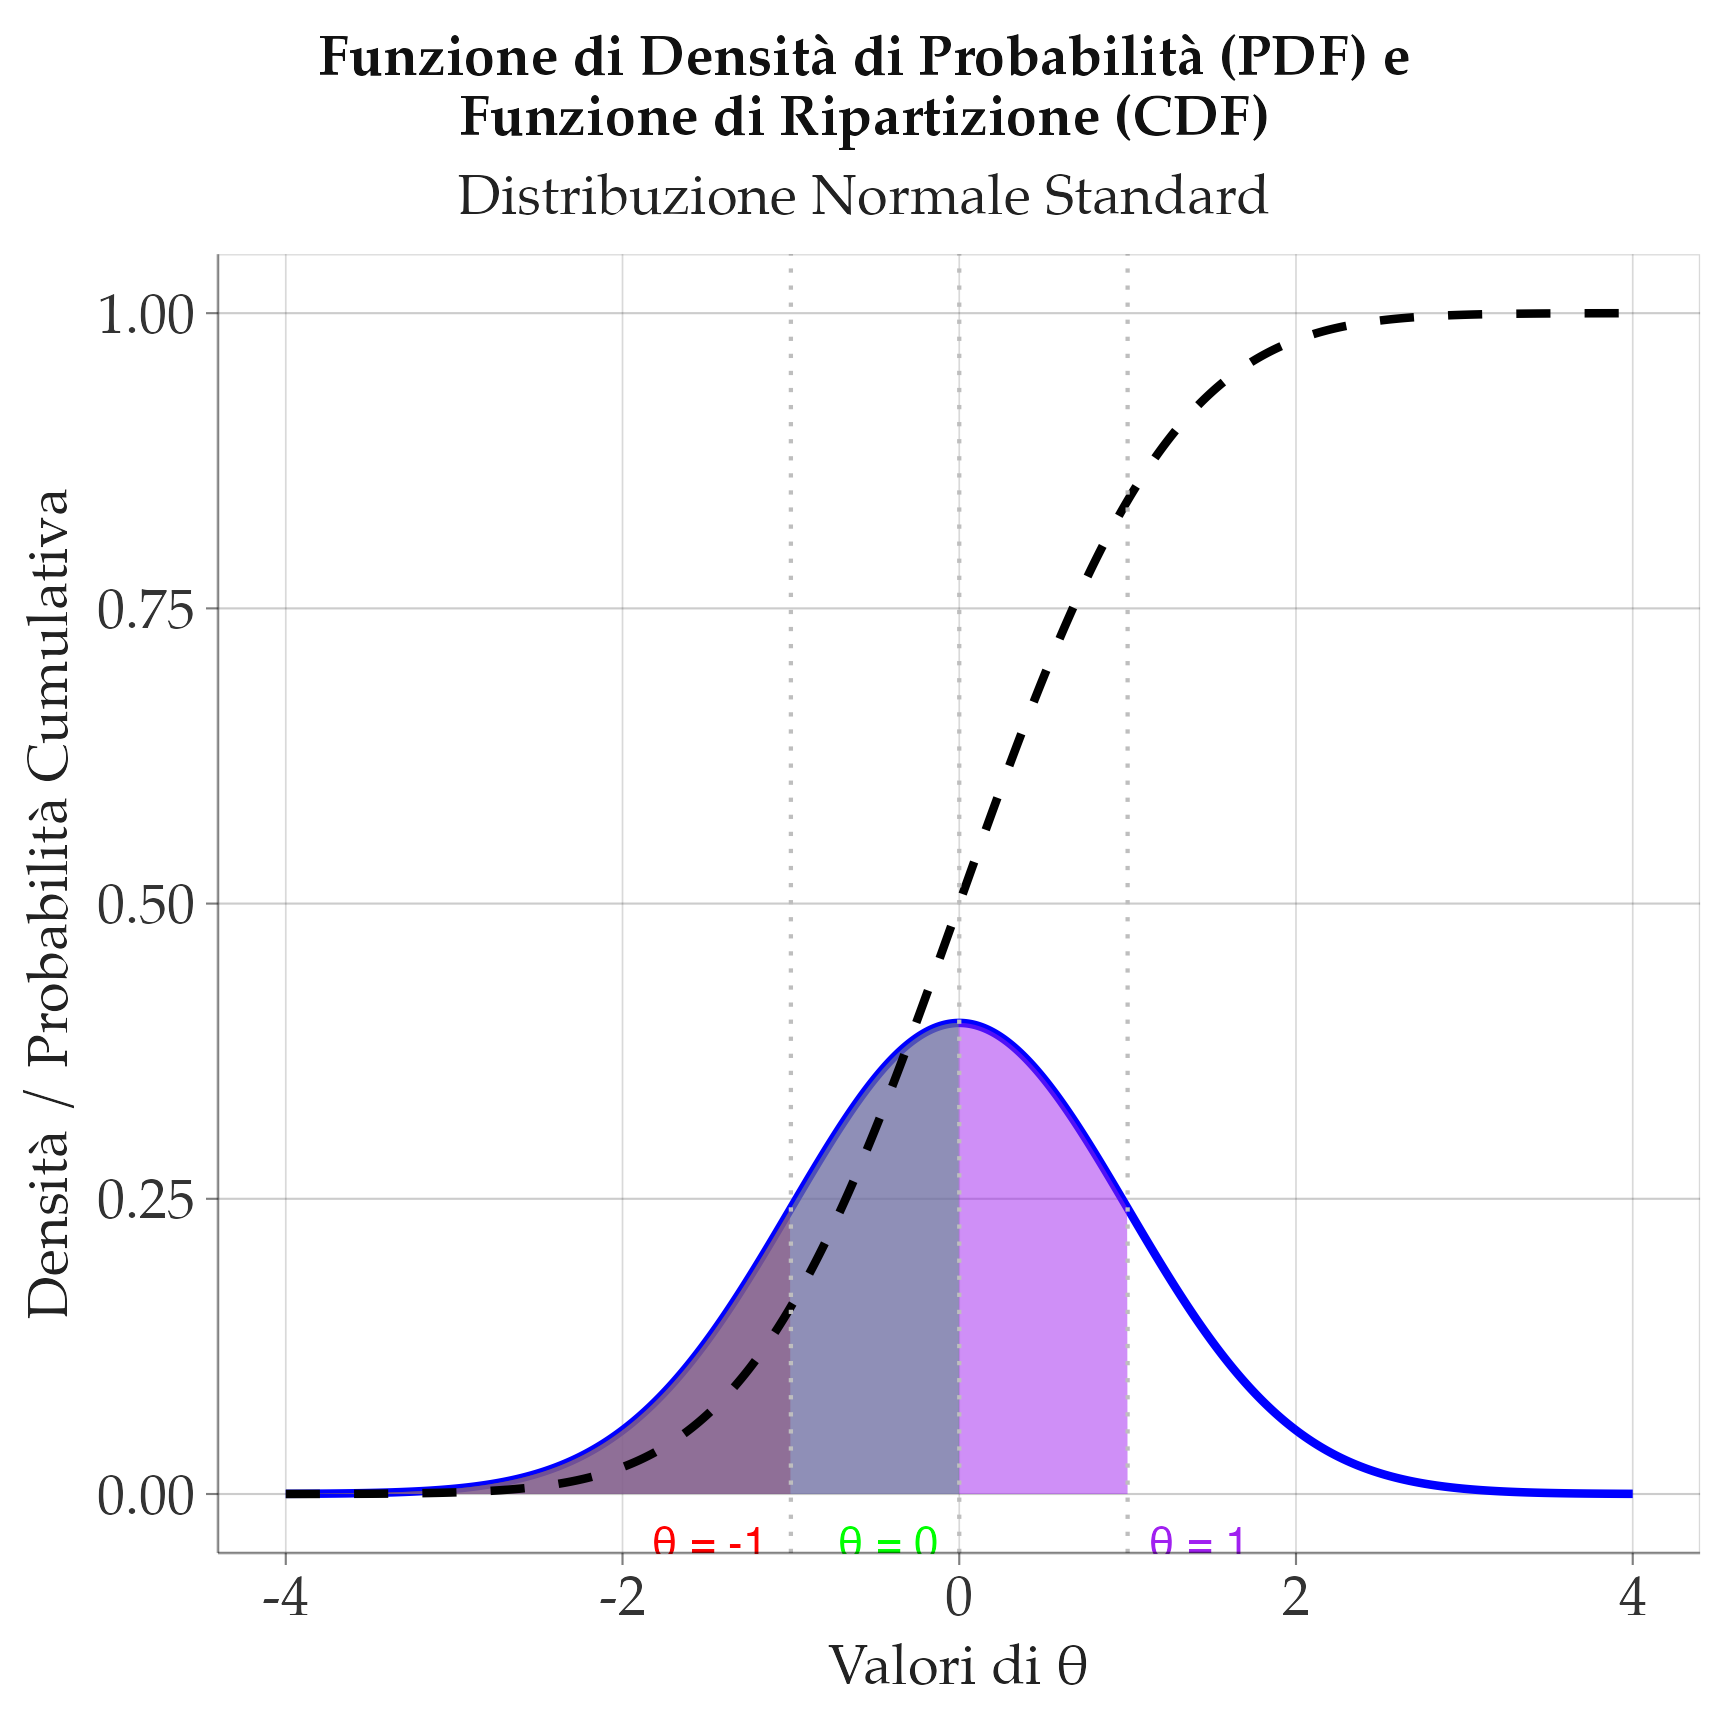 Funzione di Densità di Probabilità (PDF) e
Funzione di Ripartizione (CDF)
Distribuzione Normale Standard
Densità / Probabilità Cumulativa
1.00
0.75
0.50
0.25
0.00
θ = -1
θ = 0
θ = 1
-4
-2
0
2
4
Valori di θ